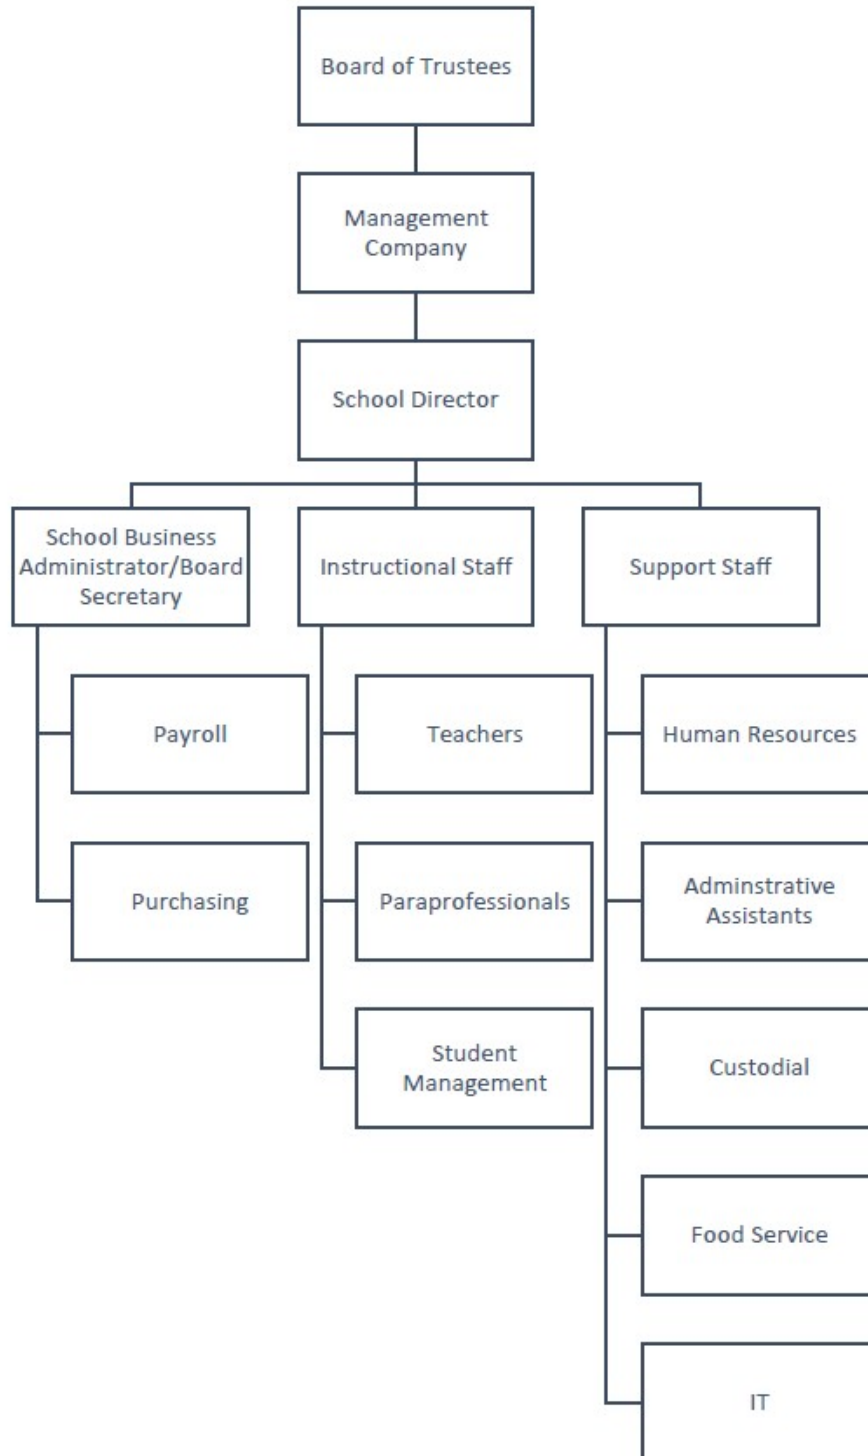 Board of Trustees
Management
Company
School Director
School Business
Administrator/Board
Secretary
Instructional Staff
Support Staff
Payroll
Teachers
Human Resources
Purchasing
Paraprofessionals
Adminstrative
Assistants
Student
Management
Custodial
Food Service
IT